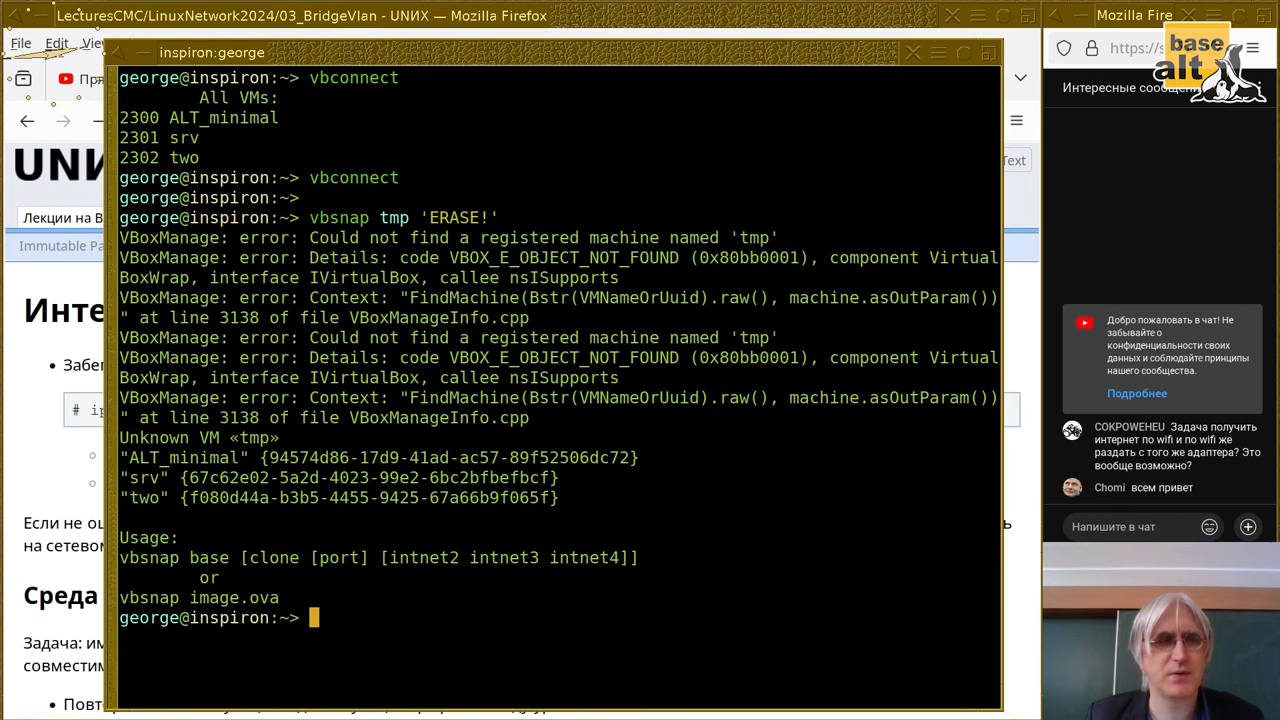 LecturesCMC/LinuxNetwork2024/03_BridgeVlan - UNИX — Mozilla Firefox
Mozilla Fire
File Edit
inspiron:george
https://s
base
alt
Интересные сообщен
UNИ
Text
Лекции на В
Immutable Pa
Инте
Забе
# ip
Если не ош
на сетевом
Среда
Задача: им
совместим
george@inspiron:~> vbconnect
All VMs:
2300 ALT_minimal
2301 srv
2302 two
george@inspiron:~> vbconnect
george@inspiron:~>
george@inspiron:~> vbsnap tmp 'ERASE!'
VBoxManage: error: Could not find a registered machine named 'tmp'
VBoxManage: error: Details: code VBOX_E_OBJECT_NOT_FOUND (0x80bb0001), component Virtual
BoxWrap, interface IVirtualBox, callee nsISupports
VBoxManage: error: Context: "FindMachine(Bstr(VMNameOrUuid).raw(), machine.asOutParam())
" at line 3138 of file VBoxManageInfo.cpp
VBoxManage: error: Could not find a registered machine named 'tmp'
VBoxManage: error: Details: code VBOX_E_OBJECT_NOT_FOUND (0x80bb0001), component Virtual
BoxWrap, interface IVirtualBox, callee nsISupports
VBoxManage: error: Context: "FindMachine(Bstr(VMNameOrUuid).raw(), machine.asOutParam())
" at line 3138 of file VBoxManageInfo.cpp
Unknown VM «tmp»
"ALT_minimal" {94574d86-17d9-41ad-ac57-89f52506dc72}
"srv" {67c62e02-5a2d-4023-99e2-6bc2bfbefbcf}
"two" {f080d44a-b3b5-4455-9425-67a66b9f065f}
Usage:
vbsnap base [clone [port] [intnet2 intnet3 intnet4]]
or
vbsnap image.ova
george@inspiron:~>
Добро пожаловать в чат! Не
забывайте о
конфиденциальности своих
данных и соблюдайте принципы
нашего сообщества.
Подробнее
COKPOWEHEU Задача получить
интернет по wifi и по wifi же
раздать с того же адаптера? Это
вообще возможно?
Chomi всем привет
Напишите в чат